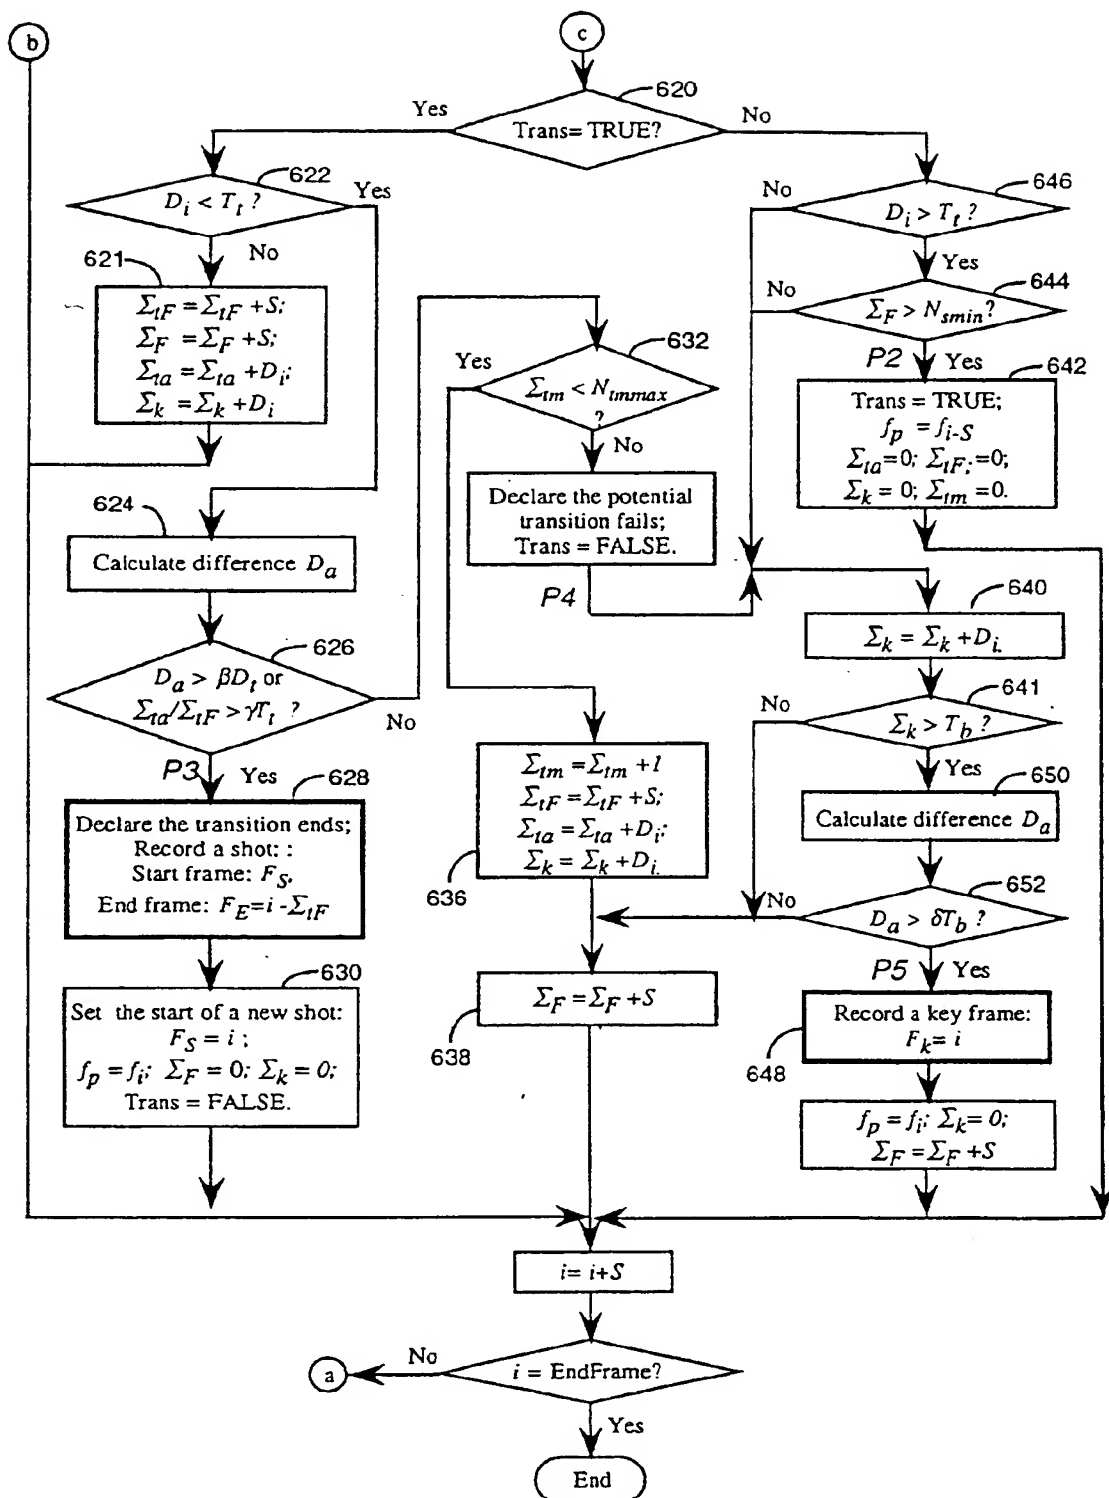 b
c
620
Yes
Trans= TRUE?
No
622
D_i < T_t ?
Yes
No
646
D_i > T_t ?
No
Yes
621
Σ_tF = Σ_tF + S;
Σ_F = Σ_F + S;
Σ_ta = Σ_ta + D_i;
Σ_k = Σ_k + D_i
644
Σ_F > N_smin?
No
P2
Yes
632
Yes
Σ_tm < N_tmmax
?
No
642
Trans = TRUE;
f_p = f_i-S
Σ_ta=0; Σ_tF;=0;
Σ_k = 0; Σ_tm =0.
Declare the potential
transition fails;
Trans = FALSE.
P4
624
Calculate difference D_a
640
Σ_k = Σ_k + D_i.
626
D_a > βD_t or
Σ_ta/Σ_tF > γT_t ?
No
P3
Yes
641
Σ_k > T_b ?
No
Yes
628
Declare the transition ends;
Record a shot: :
Start frame: F_S,
End frame: F_E=i -Σ_tF
Σ_tm = Σ_tm + 1
Σ_tF = Σ_tF + S;
Σ_ta = Σ_ta + D_i;
Σ_k = Σ_k + D_i.
636
650
Calculate difference D_a
652
D_a > δT_b ?
No
P5
Yes
630
Set the start of a new shot:
F_S = i ;
f_p = f_i; Σ_F = 0; Σ_k = 0;
Trans = FALSE.
Σ_F = Σ_F + S
638
Record a key frame:
F_k= i
648
f_p = f_i; Σ_k= 0;
Σ_F = Σ_F + S
i= i+S
i = EndFrame?
No
a
Yes
End